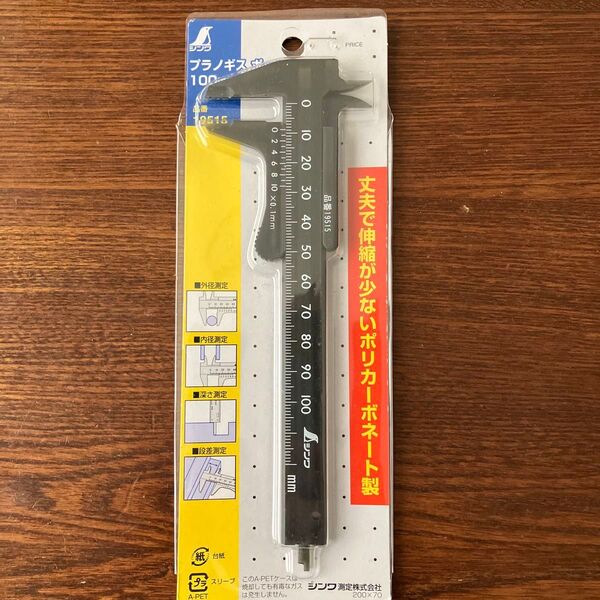 シンワ
PRICE
プラノギス ポ
100
品番
19515
0
10
20
30
40
50
60
70
80
90
100
シンワ
mm
0 2 4 6 8 10×0.1mm
品番19515
丈夫で伸縮が少ないポリカーボネート製
■外径測定
■内径測定
■深さ測定
■段差測定
紙 台紙
プラ スリーブ
A-PET
このA-PETケースは
焼却しても有毒なガス
は発生しません。
シンワ測定株式会社
200×70